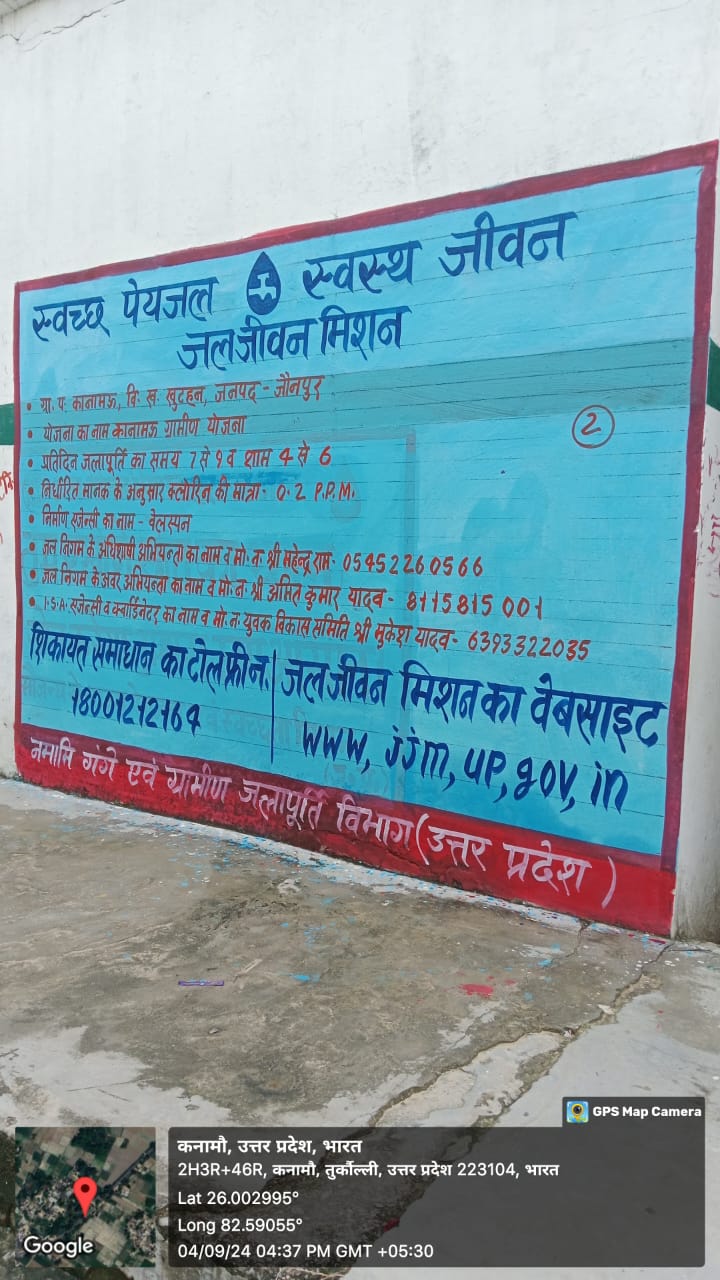 स्वच्छ पेयजल स्वस्थ जीवन
जलजीवन मिशन
• ग्रा. पं. कानामऊ, वि. ख. खुटहन, जनपद - जौनपुर
• योजना का नाम कानामऊ ग्रामीण योजना
2
• प्रतिदिन जलापूर्ति का समय 7 से 9 व शाम 4 से 6
• निर्धारित मानक के अनुसार क्लोरिन की मात्रा- 0.2 P.P.M.
• निर्माण एजेन्सी का नाम - वेलस्पन
• जल निगम के अधिशाषी अभियन्ता का नाम व मो. न. श्री महेन्द्र राम- 05452260566
• जल निगम के अवर अभियन्ता का नाम व मो. न. श्री अमित कुमार यादव- 8115815001
• I.S.A. एजेन्सी व क्वार्डिनेटर का नाम व मो. न. युवक विकास समिति श्री मुकेश यादव- 6393322035
शिकायत समाधान का टोल फ्री न.
18001212164
जलजीवन मिशन का वेबसाइट
www, jjm, up, gov, in
नमामि गंगे एवं ग्रामीण जलापूर्ति विभाग (उत्तर प्रदेश)
GPS Map Camera
कनामौ, उत्तर प्रदेश, भारत
2H3R+46R, कनामौ, तुर्कौल्ली, उत्तर प्रदेश 223104, भारत
Lat 26.002995°
Long 82.59055°
04/09/24 04:37 PM GMT +05:30
Google